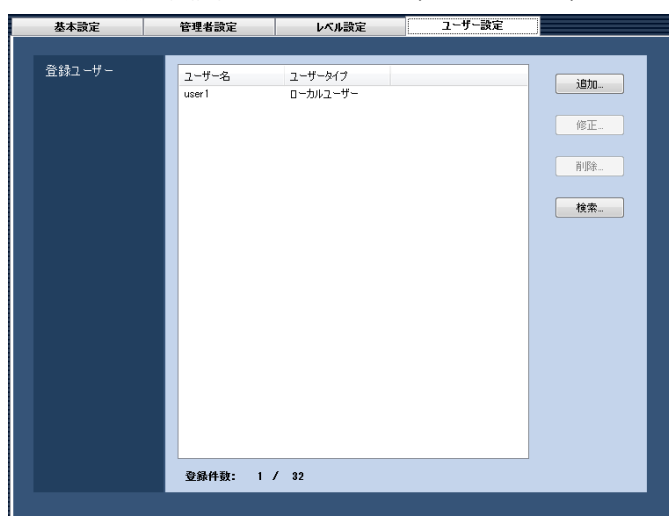 基本設定 管理者設定 レベル設定 ユーザー設定
登録ユーザー
ユーザー名 ユーザータイプ
user1 ローカルユーザー
追加...
修正...
削除...
検索...
登録件数: 1 / 32